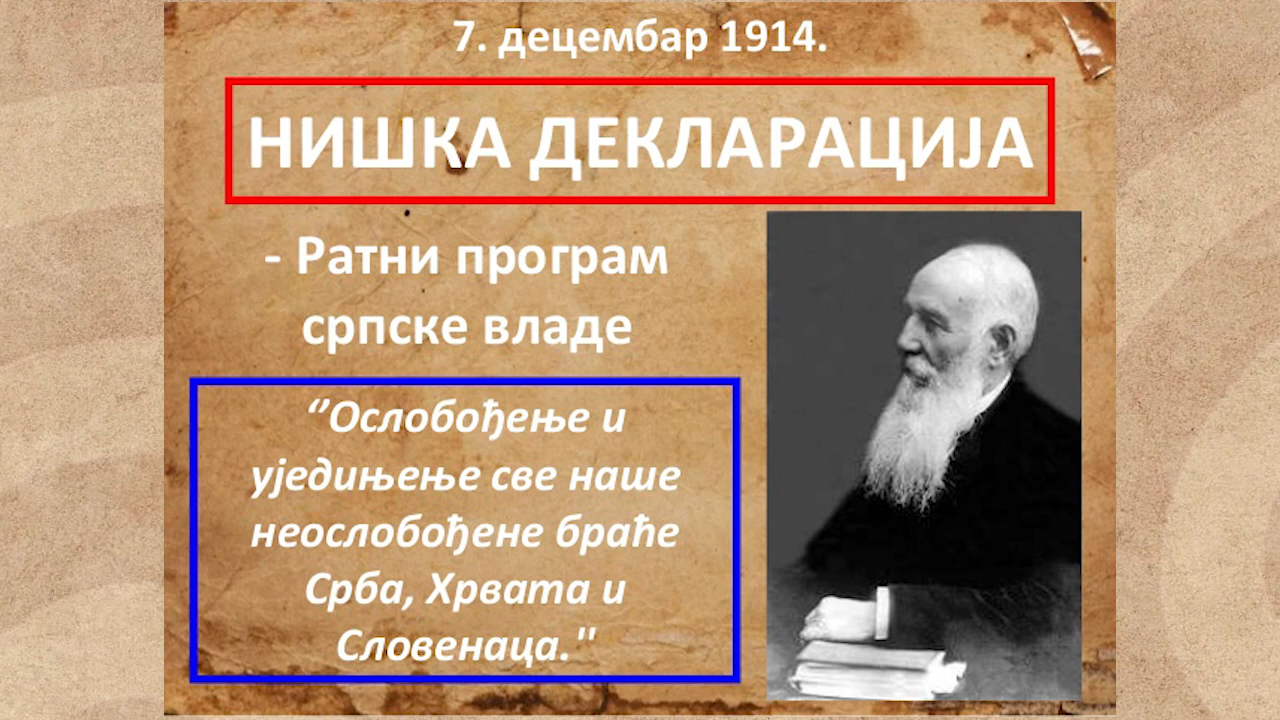 7. децембар 1914.
НИШКА ДЕКЛАРАЦИЈА
- Ратни програм
српске владе
‘’Ослобођење и
уједињење све наше
неослобођене браће
Срба, Хрвата и
Словенаца.''